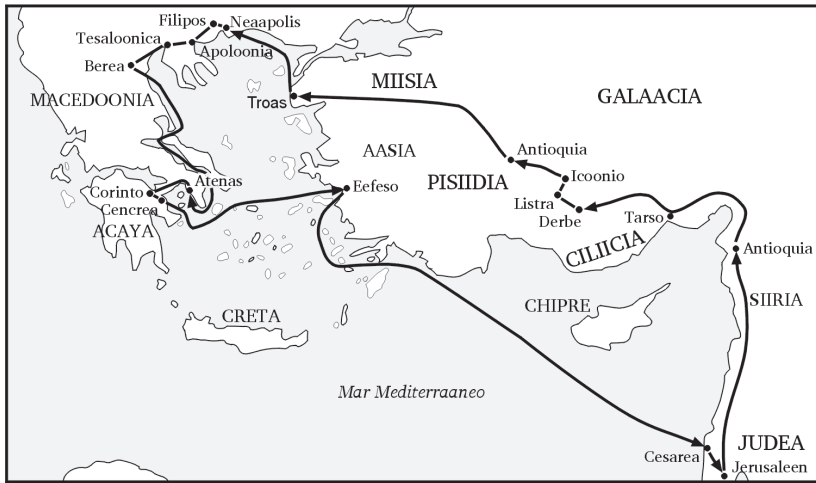 Filipos
Neaapolis
Tesaloonica
Apoloonia
Berea
MIISIA
GALAACIA
MACEDOONIA
Troas
AASIA
Antioquia
Icoonio
PISIIDIA
Atenas
Eefeso
Corinto
Listra
Cencrea
Derbe
Tarso
ACAYA
CILIICIA
Antioquia
SIIRIA
CHIPRE
CRETA
Mar Mediterraaneo
JUDEA
Cesarea
Jerusaleen